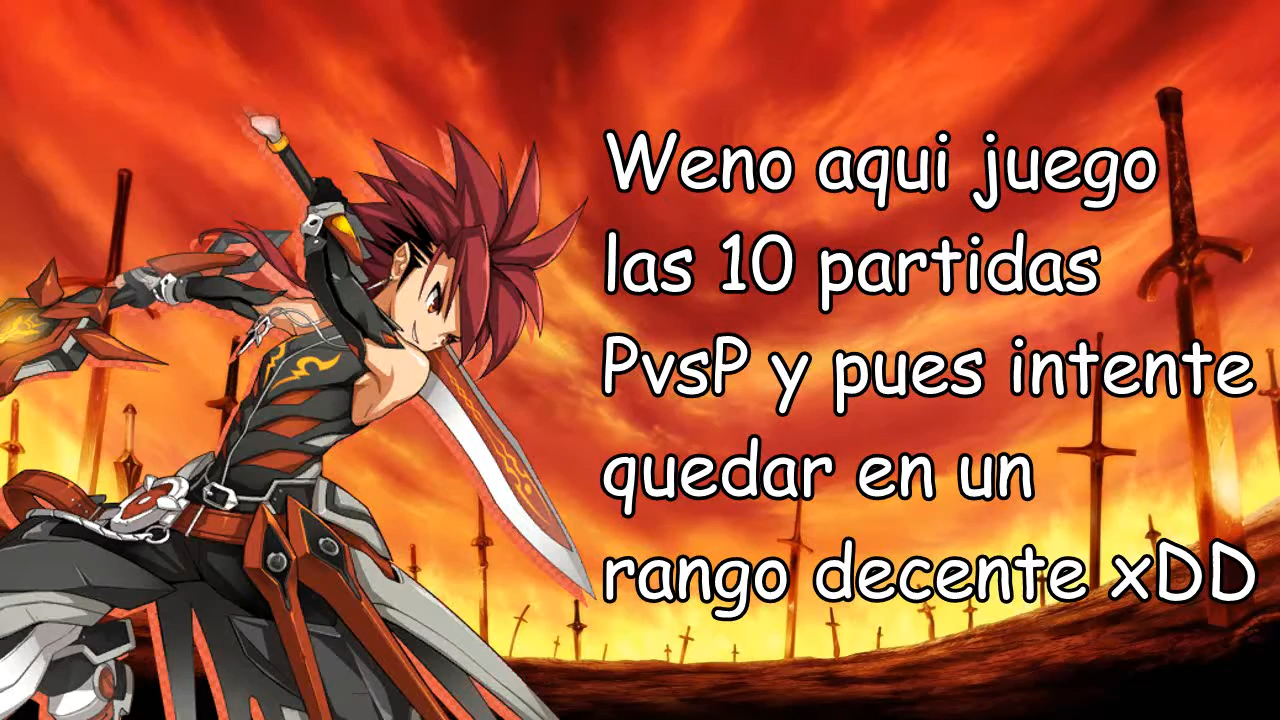 Weno aqui juego
las 10 partidas
PvsP y pues intente
quedar en un
rango decente xDD